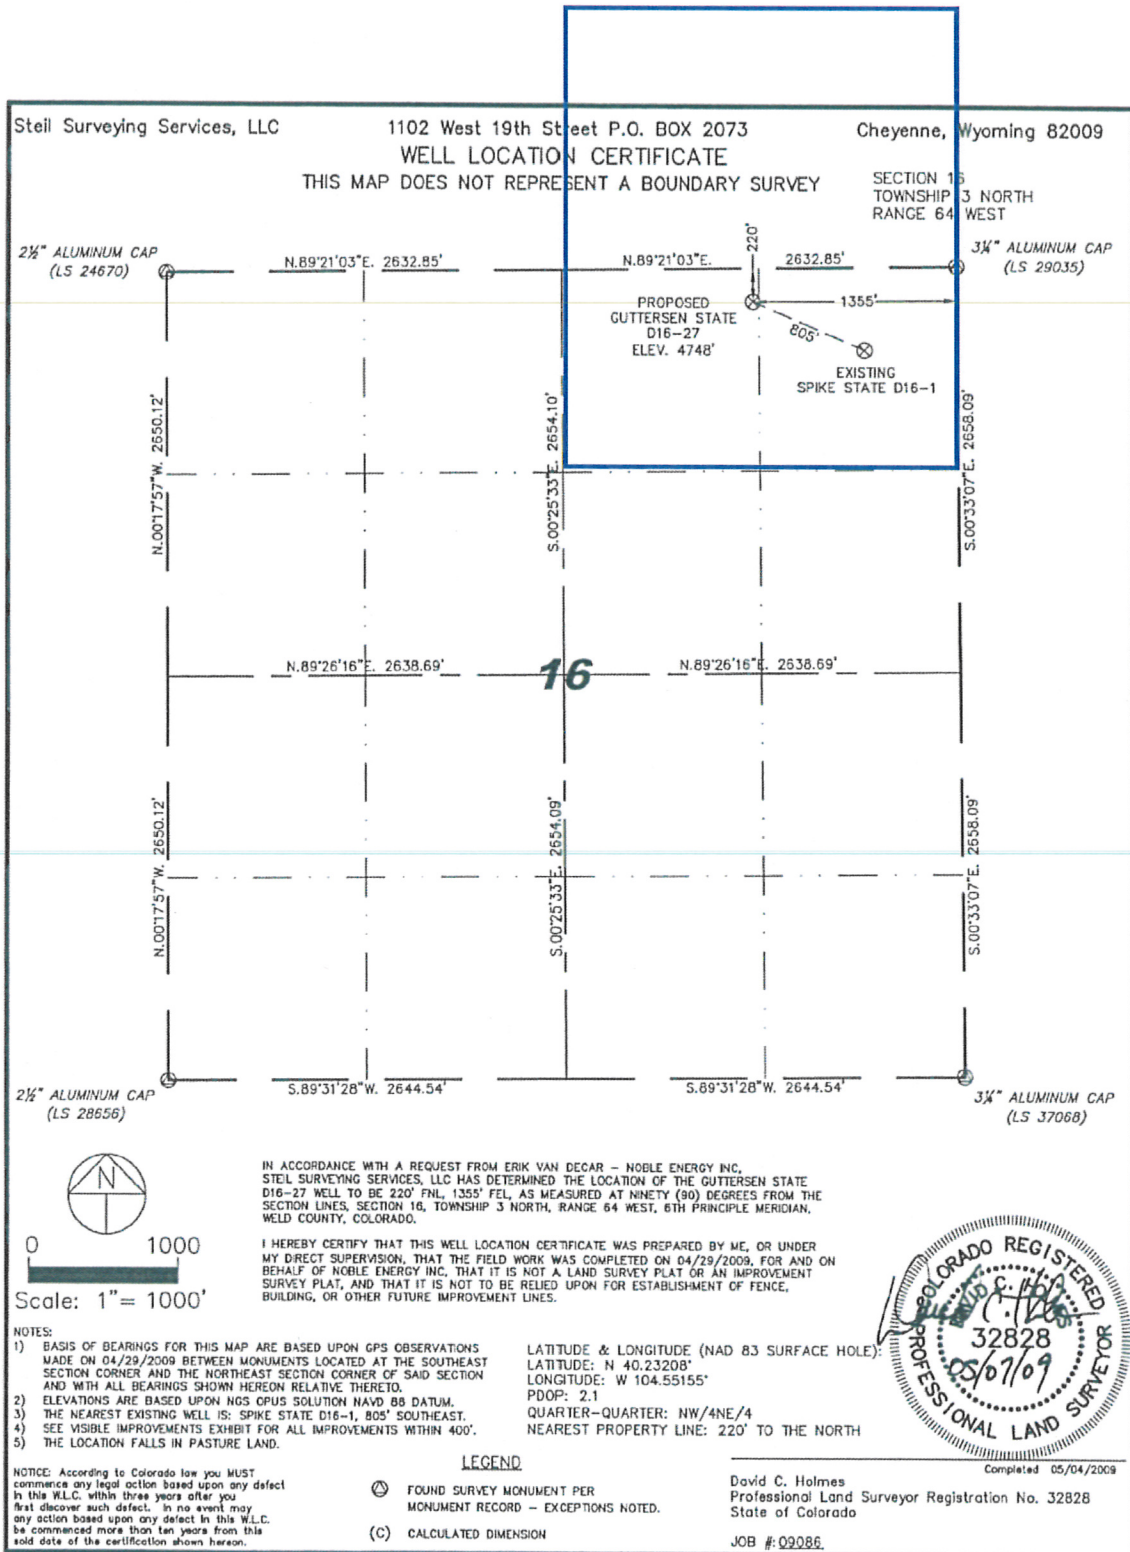 Steil Surveying Services, LLC
1102 West 19th Street P.O. BOX 2073
Cheyenne, Wyoming 82009
WELL LOCATION CERTIFICATE
THIS MAP DOES NOT REPRESENT A BOUNDARY SURVEY
SECTION 16
TOWNSHIP 3 NORTH
RANGE 64 WEST
2½" ALUMINUM CAP
(LS 24670)
N.89°21'03"E. 2632.85'
N.89°21'03"E. 2632.85'
220'
3¼" ALUMINUM CAP
(LS 29035)
PROPOSED
GUTTERSEN STATE
D16-27
ELEV. 4748'
1355'
805'
EXISTING
SPIKE STATE D16-1
N.00°17'57"W. 2650.12'
S.00°25'33"E. 2654.10'
S.00°33'07"E. 2658.09'
N.89°26'16"E. 2638.69'
16
N.89°26'16"E. 2638.69'
N.00°17'57"W. 2650.12'
S.00°25'33"E. 2654.09'
S.00°33'07"E. 2658.09'
2½" ALUMINUM CAP
(LS 28656)
S.89°31'28"W. 2644.54'
S.89°31'28"W. 2644.54'
3¼" ALUMINUM CAP
(LS 37068)
N
0 1000
Scale: 1"= 1000'
IN ACCORDANCE WITH A REQUEST FROM ERIK VAN DECAR - NOBLE ENERGY INC,
STEIL SURVEYING SERVICES, LLC HAS DETERMINED THE LOCATION OF THE GUTTERSEN STATE
D16-27 WELL TO BE 220' FNL, 1355' FEL, AS MEASURED AT NINETY (90) DEGREES FROM THE
SECTION LINES, SECTION 16, TOWNSHIP 3 NORTH, RANGE 64 WEST, 6TH PRINCIPLE MERIDIAN,
WELD COUNTY, COLORADO.
I HEREBY CERTIFY THAT THIS WELL LOCATION CERTIFICATE WAS PREPARED BY ME, OR UNDER
MY DIRECT SUPERVISION, THAT THE FIELD WORK WAS COMPLETED ON 04/29/2009, FOR AND ON
BEHALF OF NOBLE ENERGY INC, THAT IT IS NOT A LAND SURVEY PLAT OR AN IMPROVEMENT
SURVEY PLAT, AND THAT IT IS NOT TO BE RELIED UPON FOR ESTABLISHMENT OF FENCE,
BUILDING, OR OTHER FUTURE IMPROVEMENT LINES.
NOTES:
1) BASIS OF BEARINGS FOR THIS MAP ARE BASED UPON GPS OBSERVATIONS
MADE ON 04/29/2009 BETWEEN MONUMENTS LOCATED AT THE SOUTHEAST
SECTION CORNER AND THE NORTHEAST SECTION CORNER OF SAID SECTION
AND WITH ALL BEARINGS SHOWN HEREON RELATIVE THERETO.
2) ELEVATIONS ARE BASED UPON NGS OPUS SOLUTION NAVD 88 DATUM.
3) THE NEAREST EXISTING WELL IS: SPIKE STATE D16-1, 805' SOUTHEAST.
4) SEE VISIBLE IMPROVEMENTS EXHIBIT FOR ALL IMPROVEMENTS WITHIN 400'.
5) THE LOCATION FALLS IN PASTURE LAND.
LATITUDE & LONGITUDE (NAD 83 SURFACE HOLE):
LATITUDE: N 40.23208°
LONGITUDE: W 104.55155°
PDOP: 2.1
QUARTER-QUARTER: NW/4NE/4
NEAREST PROPERTY LINE: 220' TO THE NORTH
COLORADO REGISTERED
DAVID C. HOLMES
32828
05/07/09
PROFESSIONAL LAND SURVEYOR
NOTICE: According to Colorado law you MUST
commence any legal action based upon any defect
in this W.L.C. within three years after you
first discover such defect. In no event may
any action based upon any defect in this W.L.C.
be commenced more than ten years from this
said date of the certification shown hereon.
LEGEND
FOUND SURVEY MONUMENT PER
MONUMENT RECORD - EXCEPTIONS NOTED.
(C) CALCULATED DIMENSION
Completed 05/04/2009
David C. Holmes
Professional Land Surveyor Registration No. 32828
State of Colorado
JOB #: 09086